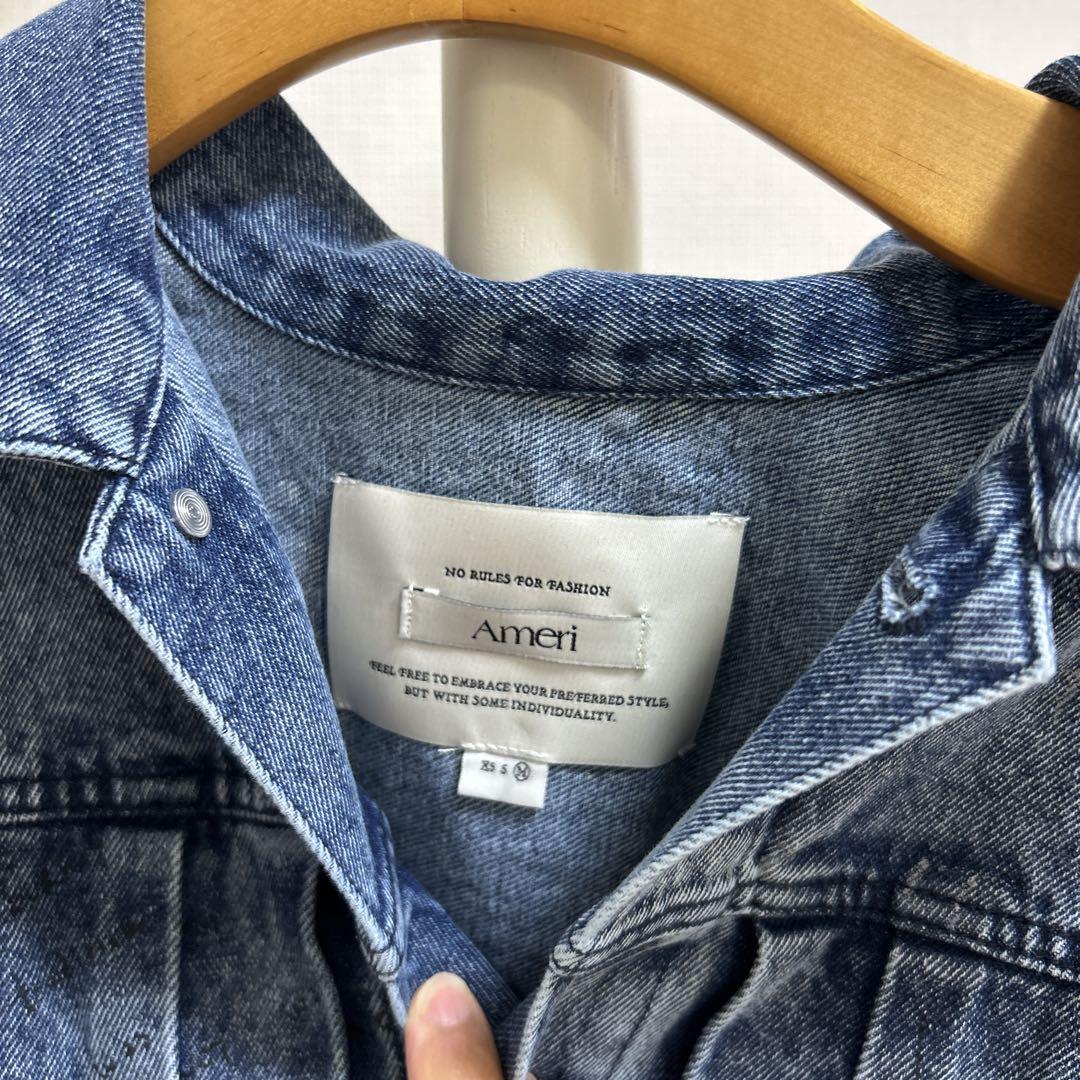 NO RULES FOR FASHION
Ameri
FEEL FREE TO EMBRACE YOUR PREFERRED STYLE,
BUT WITH SOME INDIVIDUALITY.
XS S Ⓜ